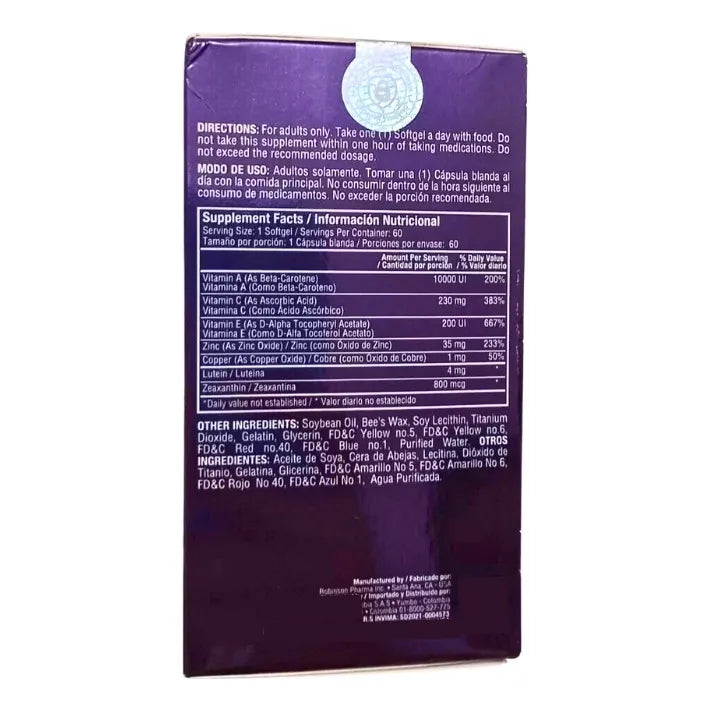 DIRECTIONS: For adults only. Take one (1) Softgel a day with food. Do
not take this supplement within one hour of taking medications. Do
not exceed the recommended dosage.
MODO DE USO: Adultos solamente. Tomar una (1) Cápsula blanda al
día con la comida principal. No consumir dentro de la hora siguiente al
consumo de medicamentos. No exceder la porción recomendada.
Supplement Facts / Información Nutricional
Serving Size: 1 Softgel / Servings Per Container: 60
Tamaño por porción: 1 Cápsula blanda / Porciones por envase: 60
Amount Per Serving % Daily Value
/ Cantidad por porción / % Valor diario
Vitamin A (As Beta-Carotene) 10000 UI 200%
Vitamina A (Como Beta-Caroteno)
Vitamin C (As Ascorbic Acid) 230 mg 383%
Vitamina C (Como Ácido Ascórbico)
Vitamin E (As D-Alpha Tocopheryl Acetate) 200 UI 667%
Vitamina E (Como D-Alfa Tocoferol Acetato)
Zinc (As Zinc Oxide) / Zinc (como Óxido de Zinc) 35 mg 233%
Copper (As Copper Oxide) / Cobre (como Óxido de Cobre) 1 mg 50%
Lutein / Luteína 4 mg *
Zeaxanthin / Zeaxantina 800 mcg *
*Daily value not established / * Valor diario no establecido
OTHER INGREDIENTS: Soybean Oil, Bee's Wax, Soy Lecithin, Titanium
Dioxide, Gelatin, Glycerin, FD&C Yellow no.5, FD&C Yellow no.6,
FD&C Red no.40, FD&C Blue no.1, Purified Water. OTROS
INGREDIENTES: Aceite de Soya, Cera de Abejas, Lecitina, Dióxido de
Titanio, Gelatina, Glicerina, FD&C Amarillo No 5, FD&C Amarillo No 6,
FD&C Rojo No 40, FD&C Azul No 1, Agua Purificada.
Manufactured by / Fabricado por:
Robinson Pharma Inc. • Santa Ana, CA - USA
/ Importado y Distribuido por:
S.A.S • Yumbo - Colombia
• Colombia 01-8000-527-775
R.S INVIMA: SD2021-0004573